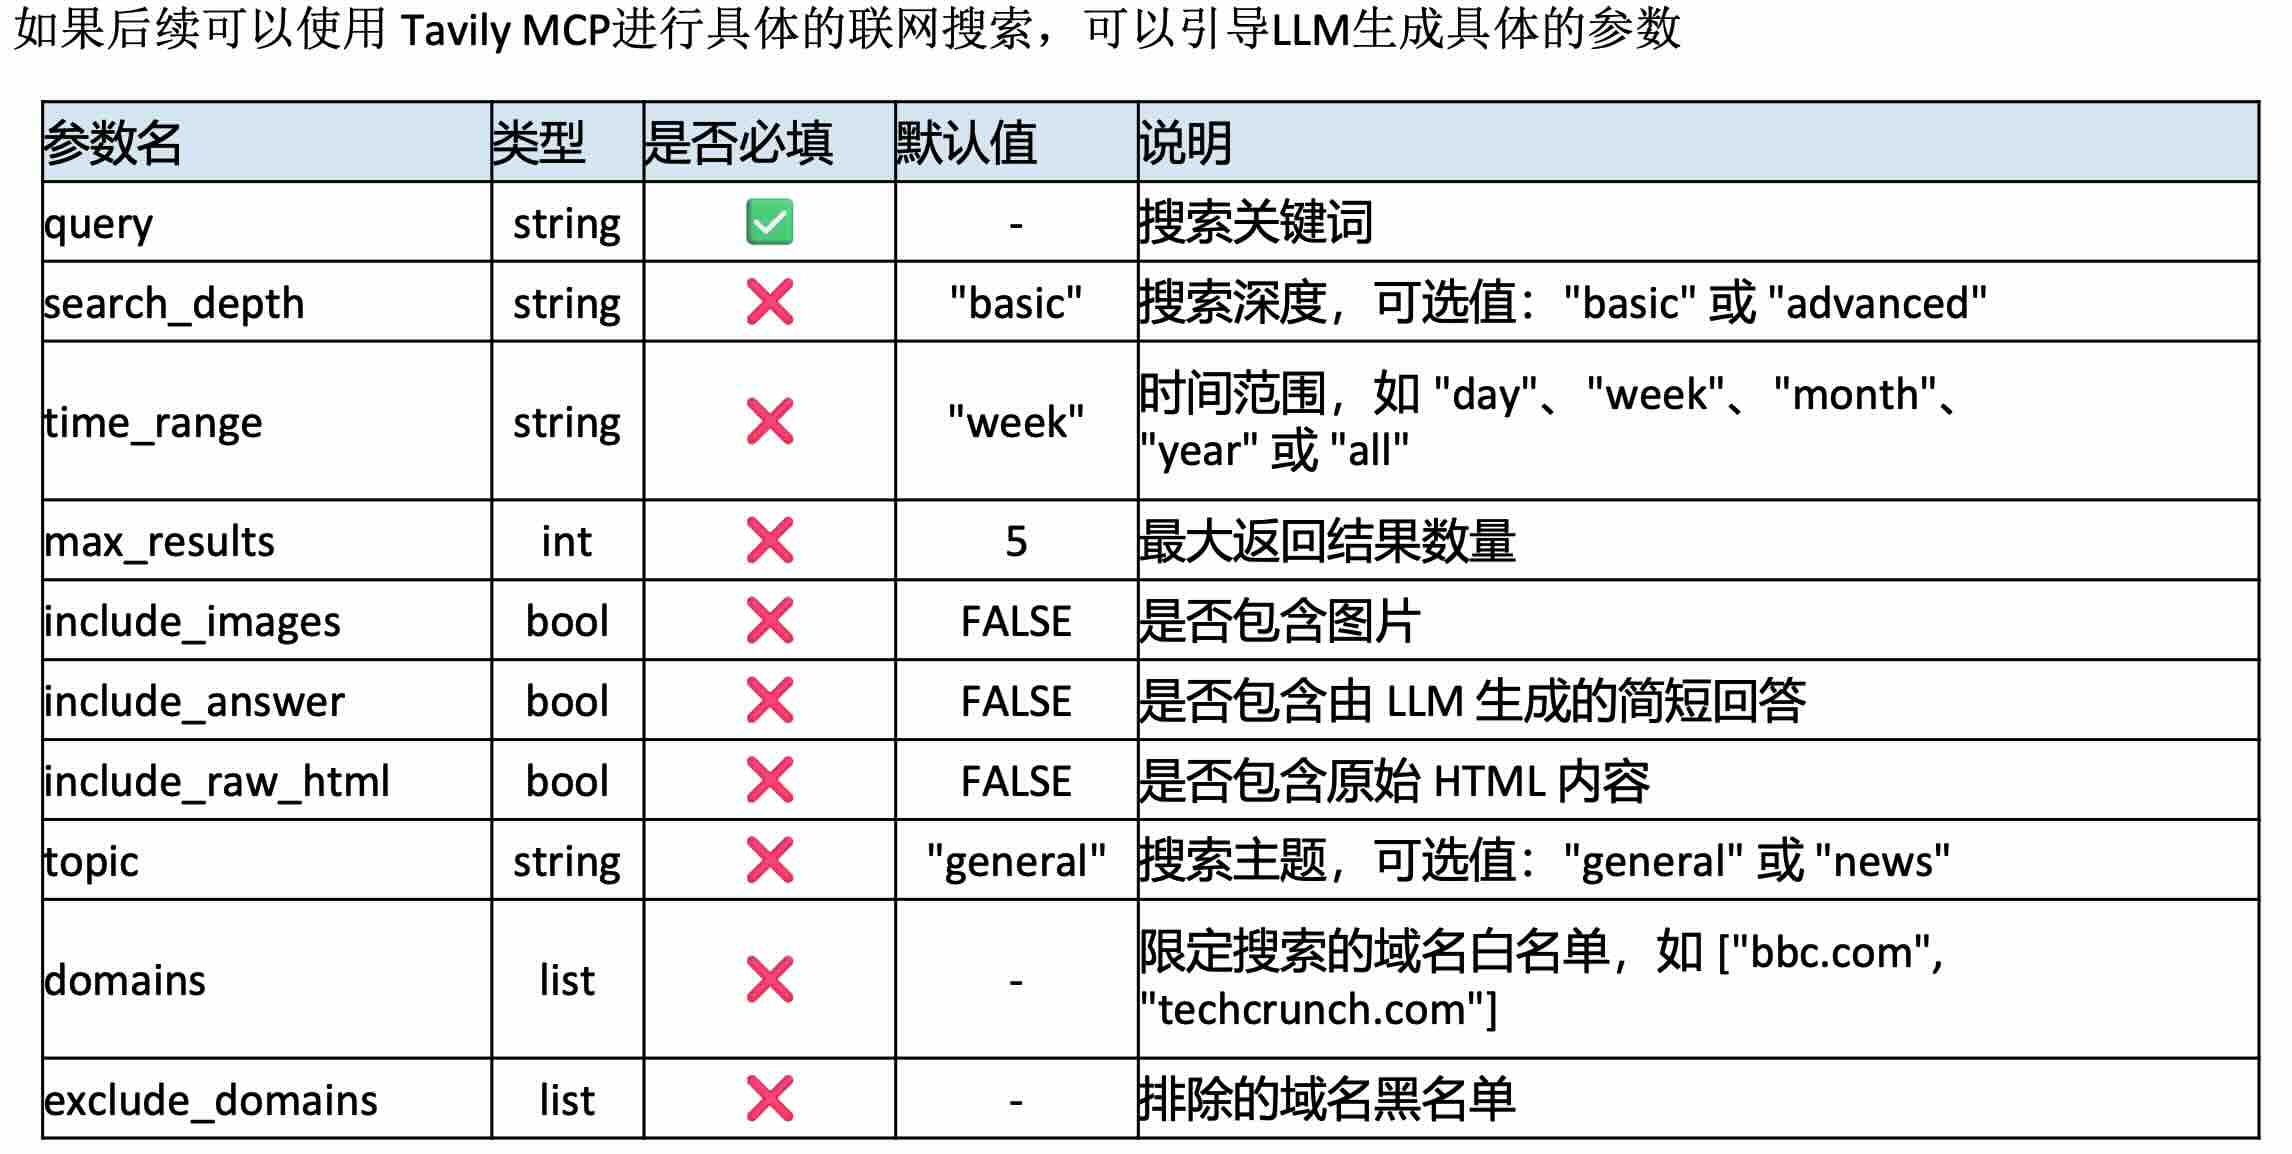 如果后续可以使用 Tavily MCP进行具体的联网搜索，可以引导LLM生成具体的参数
参数名 类型 是否必填 默认值 说明
query string ✅ - 搜索关键词
search_depth string ❌ "basic" 搜索深度，可选值："basic" 或 "advanced"
time_range string ❌ "week" 时间范围，如 "day"、"week"、"month"、
"year" 或 "all"
max_results int ❌ 5 最大返回结果数量
include_images bool ❌ FALSE 是否包含图片
include_answer bool ❌ FALSE 是否包含由 LLM 生成的简短回答
include_raw_html bool ❌ FALSE 是否包含原始 HTML 内容
topic string ❌ "general" 搜索主题，可选值："general" 或 "news"
domains list ❌ - 限定搜索的域名白名单，如 ["bbc.com",
"techcrunch.com"]
exclude_domains list ❌ - 排除的域名黑名单